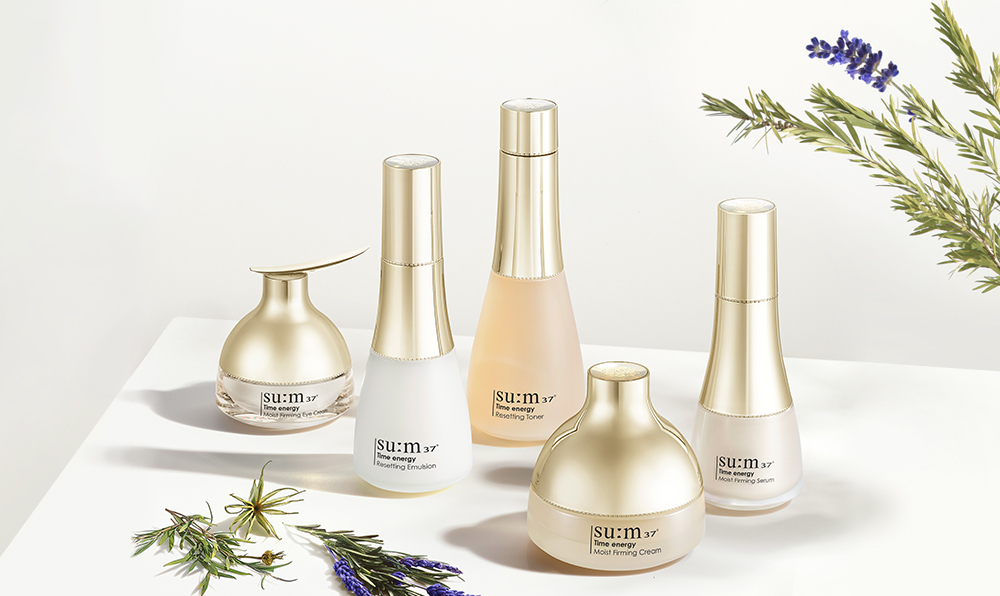 su:m37°
Time energy
Moist Firming Eye Cream
su:m37°
Time energy
Resetting Emulsion
su:m37°
Time energy
Resetting Toner
su:m37°
Time energy
Moist Firming Cream
su:m37°
Time energy
Moist Firming Serum